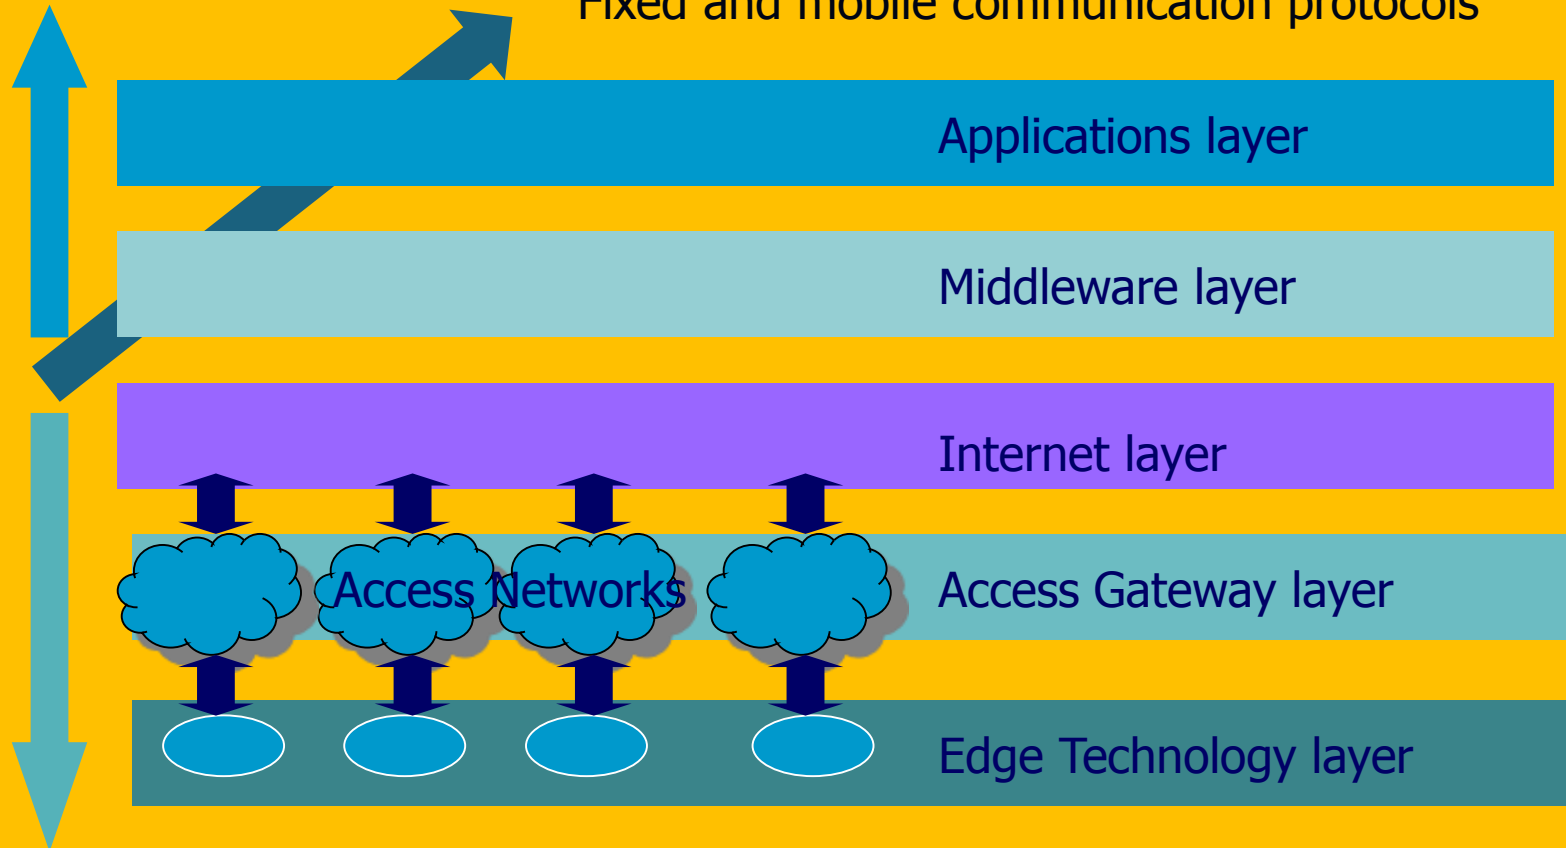 Fixed and mobile communication protocols
Applications layer
Middleware layer
Internet layer
Access Networks
Access Gateway layer
Edge Technology layer